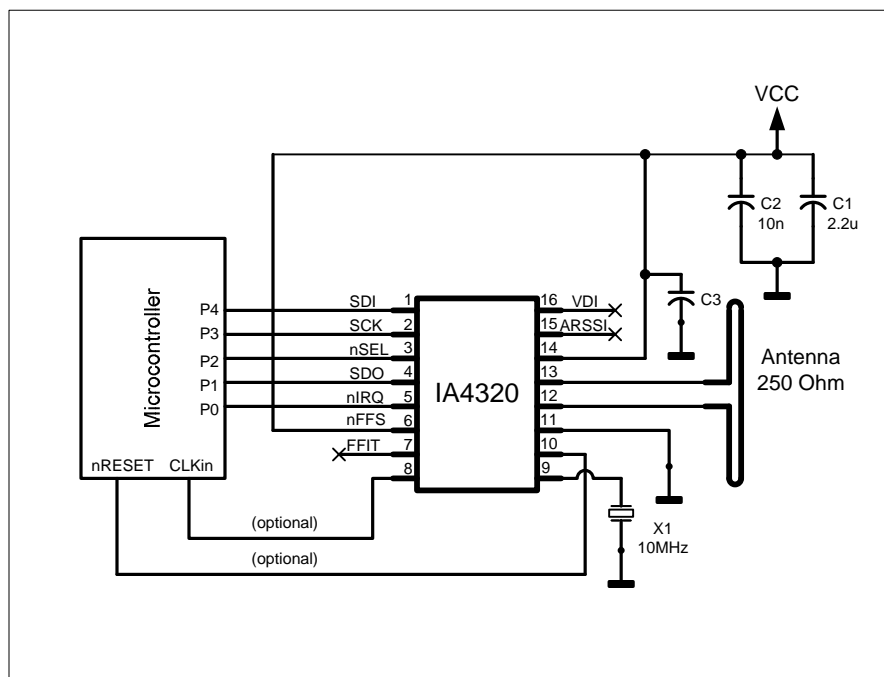 VCC
C2
10n
C1
2.2u
C3
Microcontroller
P4
P3
P2
P1
P0
nRESET
CLKin
SDI
SCK
nSEL
SDO
nIRQ
nFFS
FFIT
1
2
3
4
5
6
7
8
IA4320
16
15
14
13
12
11
10
9
VDI
ARSSI
Antenna
250 Ohm
X1
10MHz
(optional)
(optional)